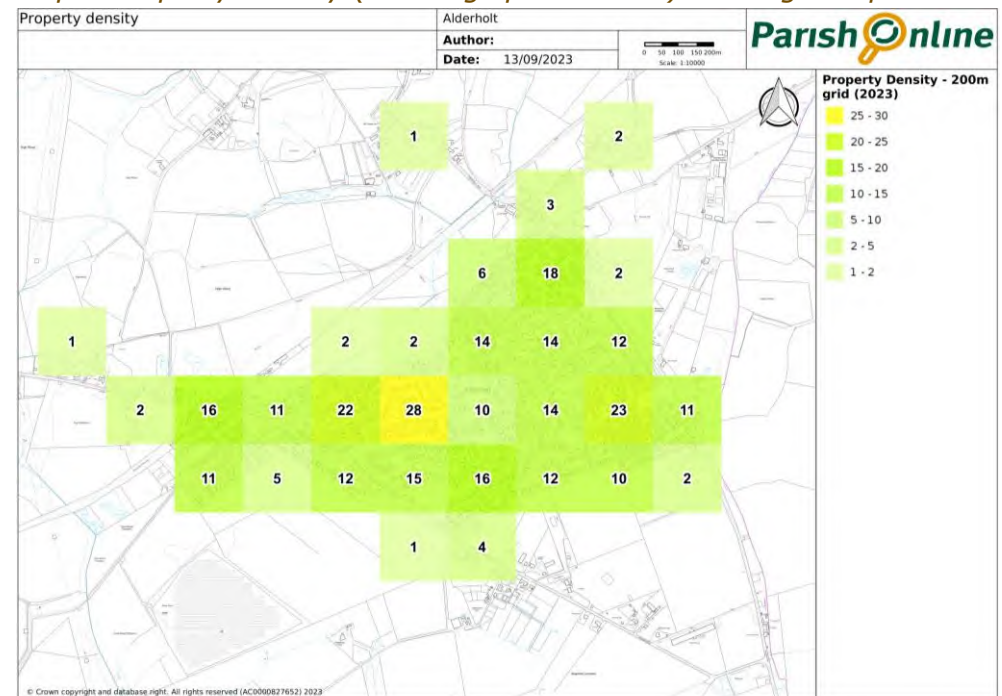 Property density
Alderholt
Author:
Date: 13/09/2023
0 50 100 150 200m
Scale: 1:10000
Parish Online
Property Density - 200m
grid (2023)
25 - 30
20 - 25
15 - 20
10 - 15
5 - 10
2 - 5
1 - 2
1 2
3
6 18 2
1 2 2 14 14 12
2 16 11 22 28 10 14 23 11
11 5 12 15 16 12 10 2
1 4
© Crown copyright and database right. All rights reserved (AC0000827652) 2023